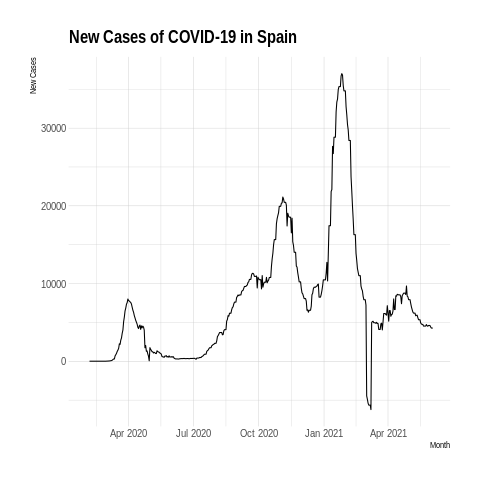 New Cases of COVID-19 in Spain
New Cases
30000
20000
10000
0
Apr 2020 Jul 2020 Oct 2020 Jan 2021 Apr 2021
Month